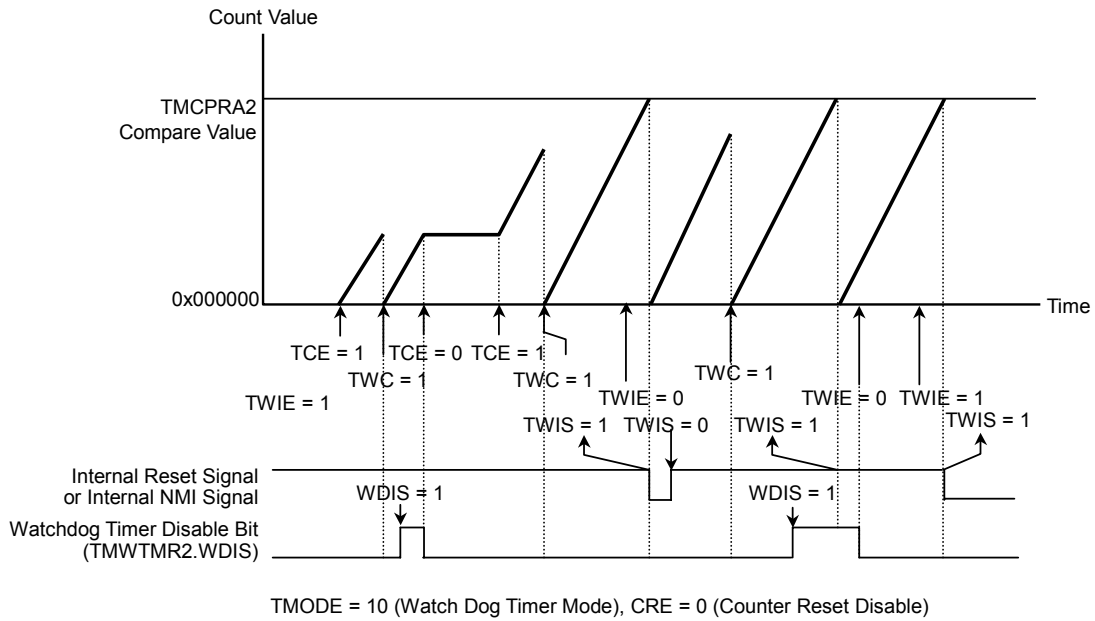 Count Value
TMCPRA2
Compare Value
0x000000
Time
TCE = 1
TCE = 0
TCE = 1
TWC = 1
TWC = 1
TWC = 1
TWIE = 1
TWIE = 0
TWIE = 0
TWIE = 1
TWIS = 1
TWIS = 0
TWIS = 1
TWIS = 1
Internal Reset Signal
or Internal NMI Signal
WDIS = 1
WDIS = 1
Watchdog Timer Disable Bit
(TMWTMR2.WDIS)
TMODE = 10 (Watch Dog Timer Mode), CRE = 0 (Counter Reset Disable)